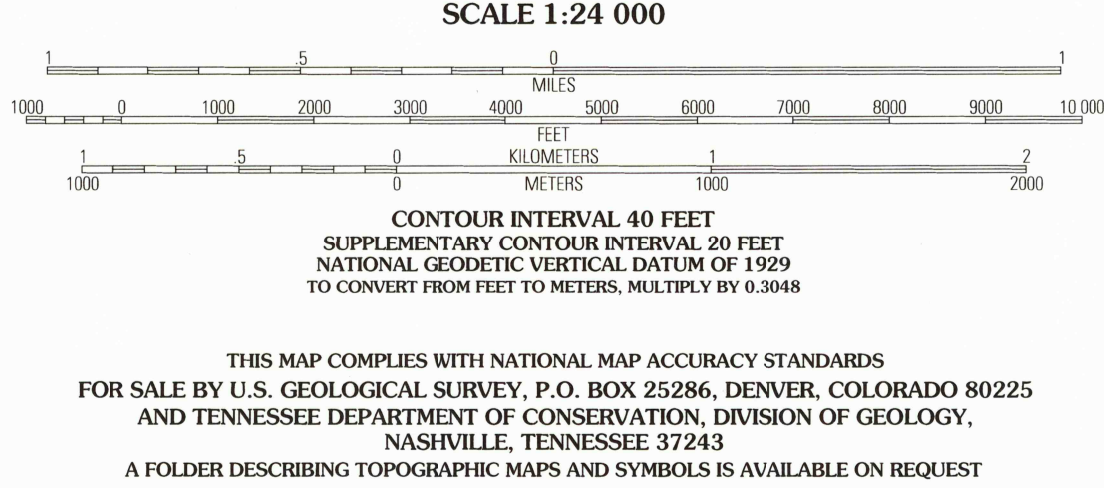 SCALE 1:24 000
1 .5 0 1
MILES
1000 0 1000 2000 3000 4000 5000 6000 7000 8000 9000 10 000
FEET
1 .5 0 KILOMETERS 1 2
1000 0 METERS 1000 2000
CONTOUR INTERVAL 40 FEET
SUPPLEMENTARY CONTOUR INTERVAL 20 FEET
NATIONAL GEODETIC VERTICAL DATUM OF 1929
TO CONVERT FROM FEET TO METERS, MULTIPLY BY 0.3048
THIS MAP COMPLIES WITH NATIONAL MAP ACCURACY STANDARDS
FOR SALE BY U.S. GEOLOGICAL SURVEY, P.O. BOX 25286, DENVER, COLORADO 80225
AND TENNESSEE DEPARTMENT OF CONSERVATION, DIVISION OF GEOLOGY,
NASHVILLE, TENNESSEE 37243
A FOLDER DESCRIBING TOPOGRAPHIC MAPS AND SYMBOLS IS AVAILABLE ON REQUEST